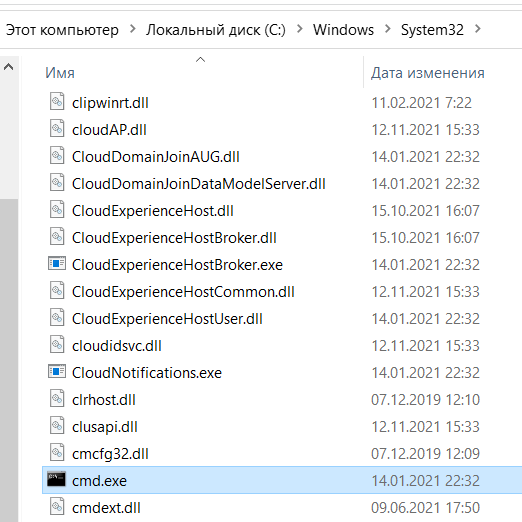 Этот компьютер > Локальный диск (C:) > Windows > System32 >
Имя Дата изменения
clipwinrt.dll 11.02.2021 7:22
cloudAP.dll 12.11.2021 15:33
CloudDomainJoinAUG.dll 14.01.2021 22:32
CloudDomainJoinDataModelServer.dll 14.01.2021 22:32
CloudExperienceHost.dll 15.10.2021 16:07
CloudExperienceHostBroker.dll 15.10.2021 16:07
CloudExperienceHostBroker.exe 14.01.2021 22:32
CloudExperienceHostCommon.dll 12.11.2021 15:33
CloudExperienceHostUser.dll 14.01.2021 22:32
cloudidsvc.dll 12.11.2021 15:33
CloudNotifications.exe 14.01.2021 22:32
clrhost.dll 07.12.2019 12:10
clusapi.dll 12.11.2021 15:33
cmcfg32.dll 07.12.2019 12:09
cmd.exe 14.01.2021 22:32
cmdext.dll 09.06.2021 17:50